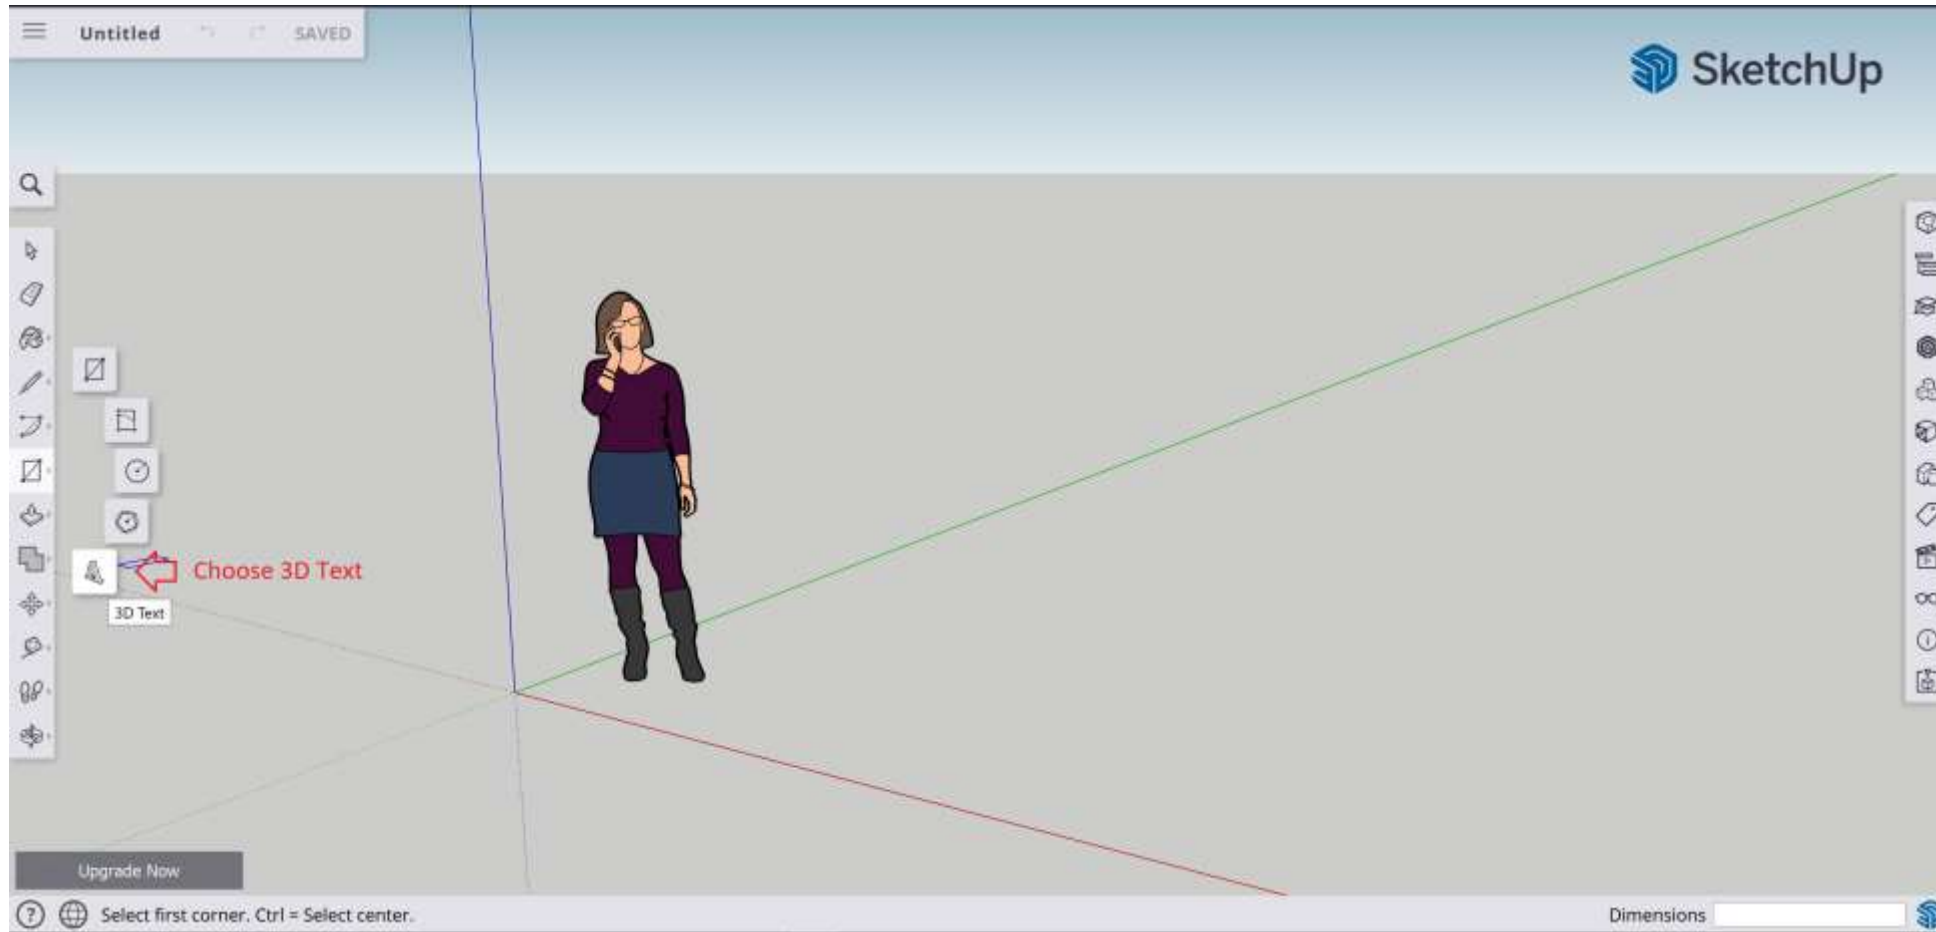 Untitled SAVED
SketchUp
Choose 3D Text
3D Text
Upgrade Now
? Select first corner. Ctrl = Select center.
Dimensions